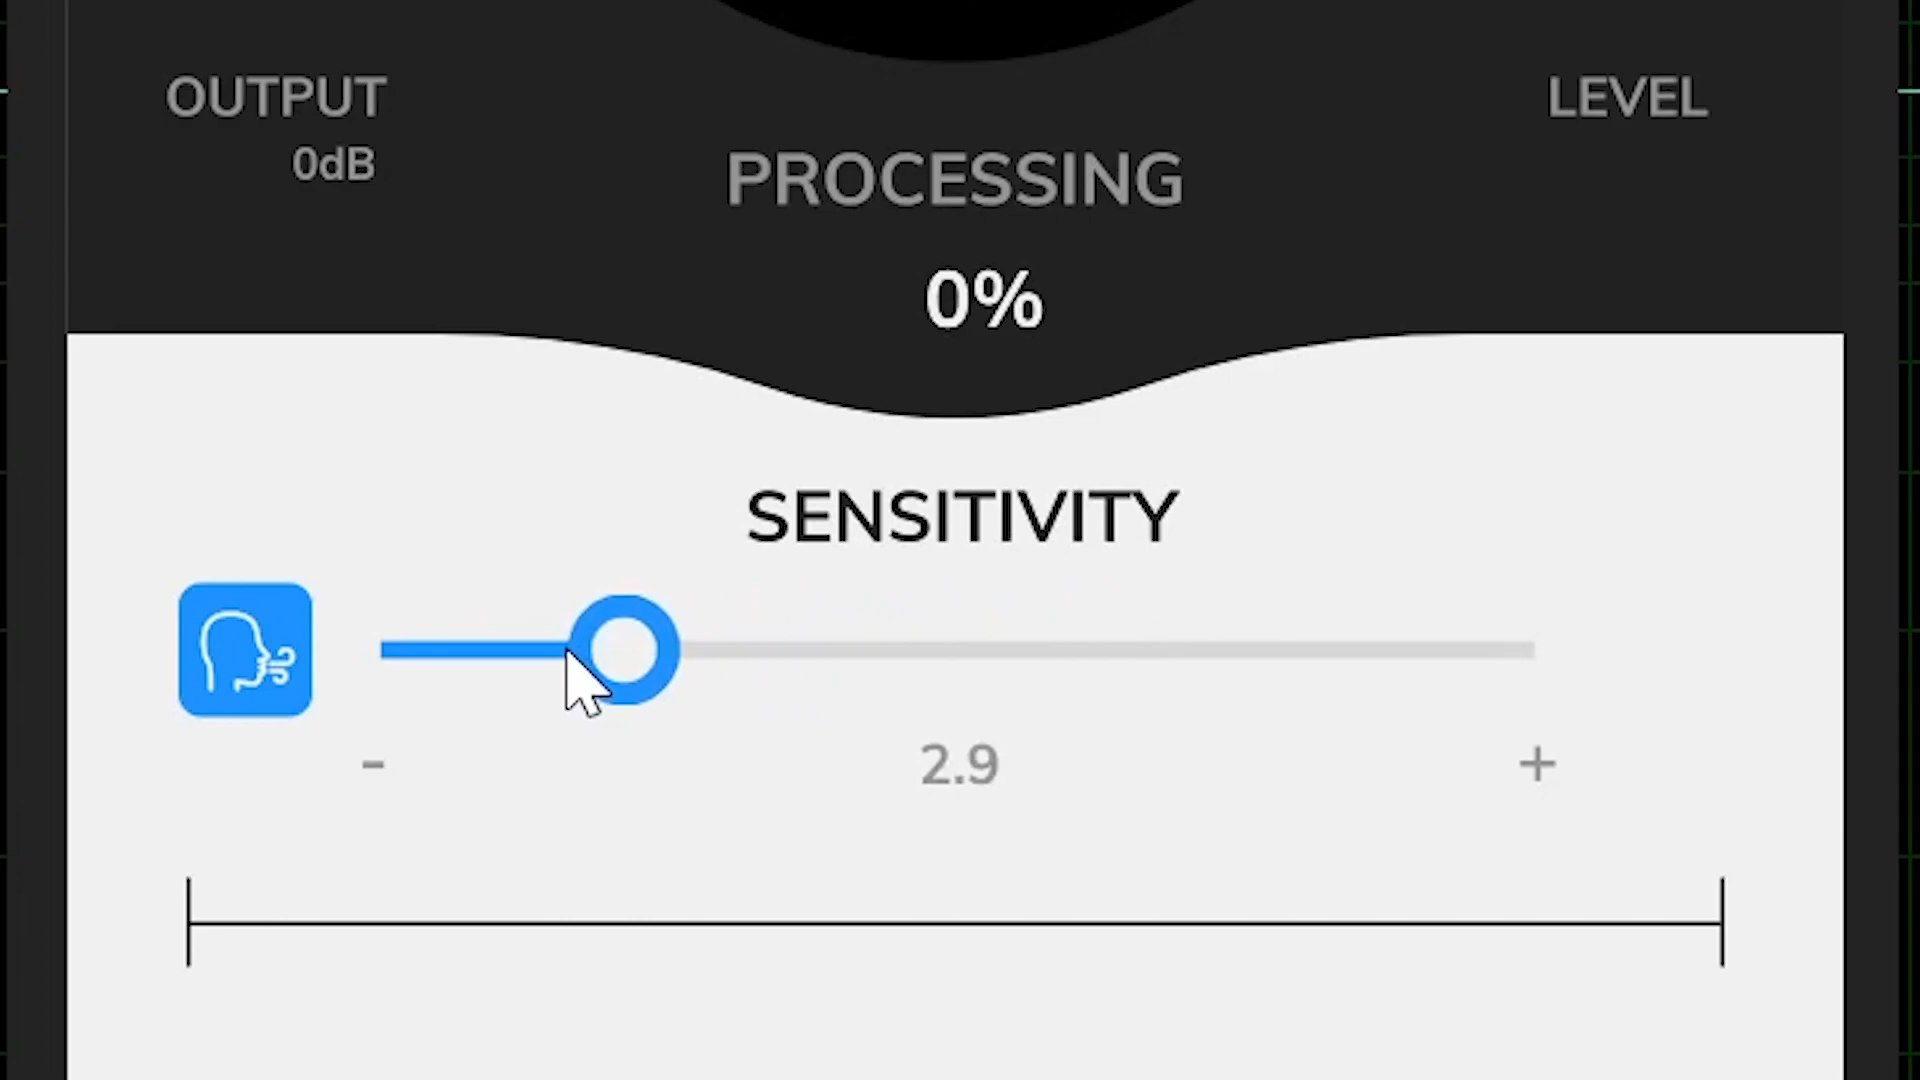 OUTPUT
LEVEL
0dB
PROCESSING
0%
SENSITIVITY
- 2.9 +